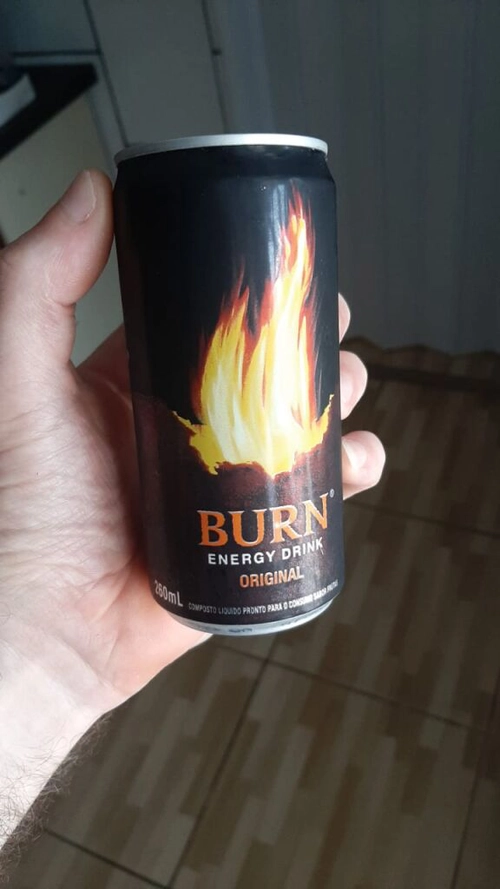 BURN®
ENERGY DRINK
ORIGINAL
260mL COMPOSTO LÍQUIDO PRONTO PARA O CONSUMO SABOR FRUTAS